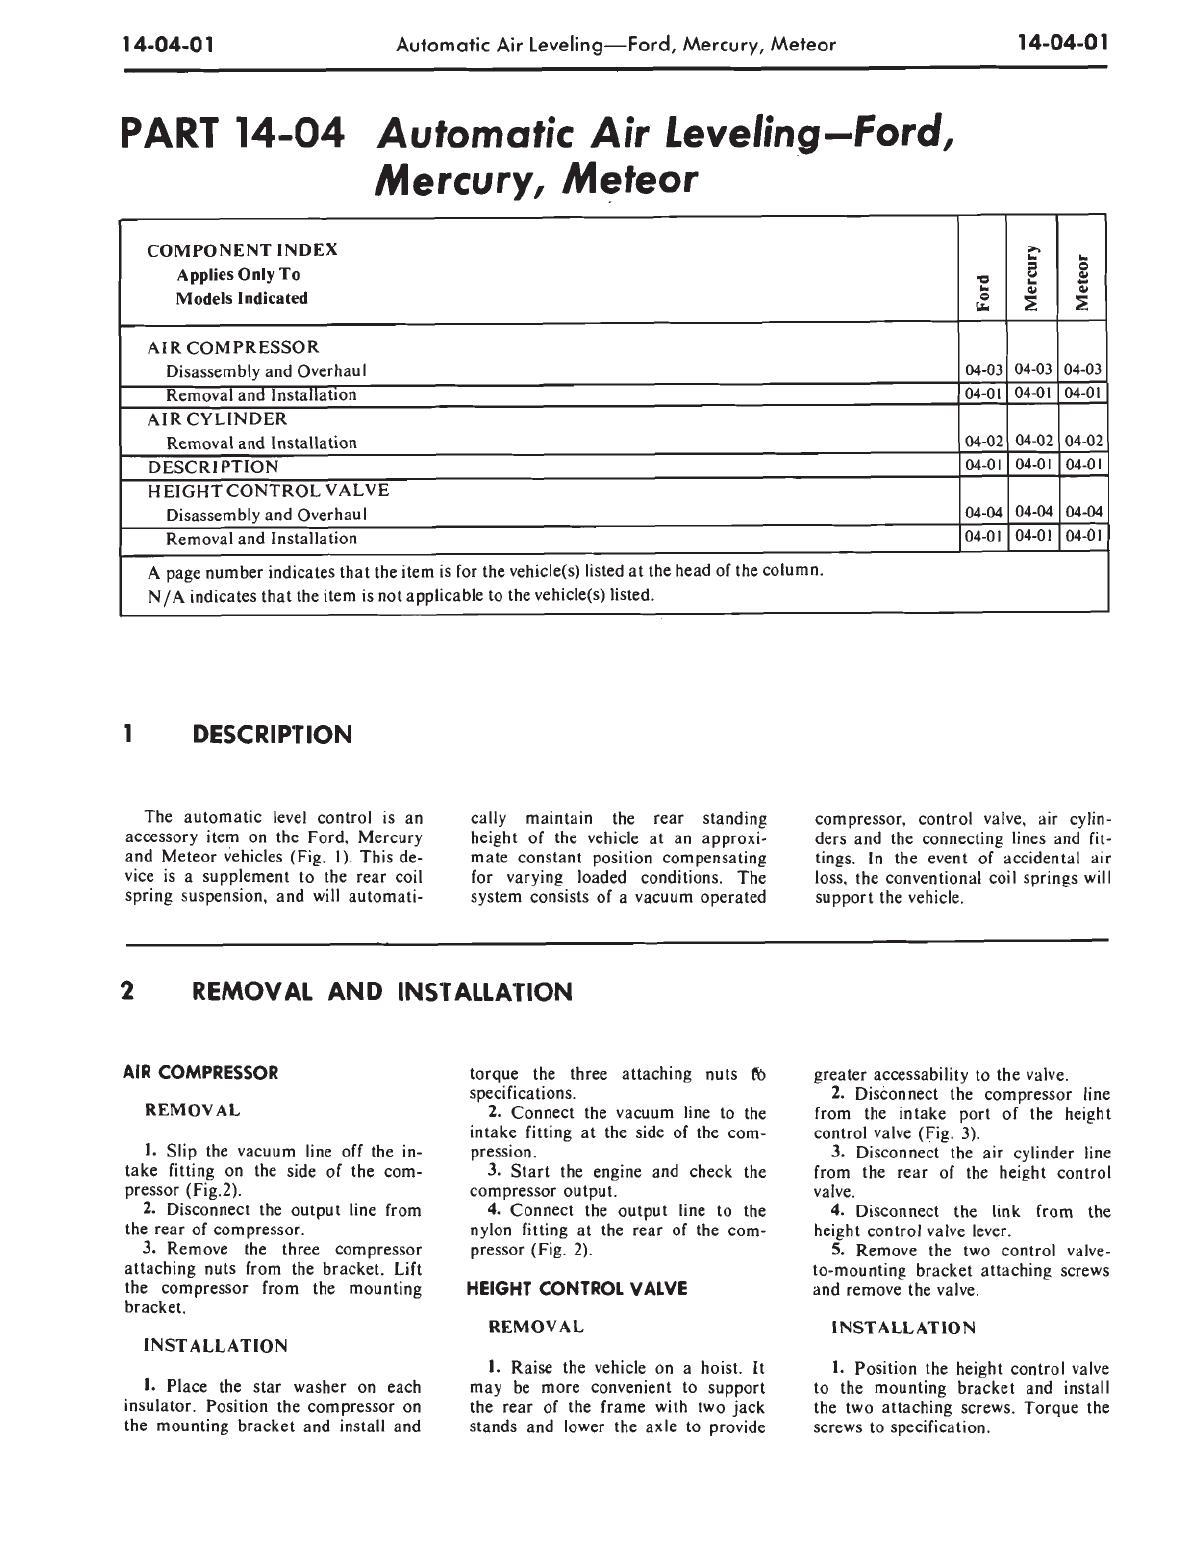 14-04-01 Automatic Air Leveling—Ford, Mercury, Meteor 14-04-01
PART 14-04 Automatic Air Leveling—Ford,
Mercury, Meteor
COMPONENT INDEX
Applies Only To
Models Indicated
Ford
Mercury
Meteor
AIR COMPRESSOR
Disassembly and Overhaul 04-03 04-03 04-03
Removal and Installation 04-01 04-01 04-01
AIR CYLINDER
Removal and Installation 04-02 04-02 04-02
DESCRIPTION 04-01 04-01 04-01
HEIGHT CONTROL VALVE
Disassembly and Overhaul 04-04 04-04 04-04
Removal and Installation 04-01 04-01 04-01
A page number indicates that the item is for the vehicle(s) listed at the head of the column.
N/A indicates that the item is not applicable to the vehicle(s) listed.
1 DESCRIPTION
The automatic level control is an
accessory item on the Ford, Mercury
and Meteor vehicles (Fig. 1). This de-
vice is a supplement to the rear coil
spring suspension, and will automati-
cally maintain the rear standing
height of the vehicle at an approxi-
mate constant position compensating
for varying loaded conditions. The
system consists of a vacuum operated
compressor, control valve, air cylin-
ders and the connecting lines and fit-
tings. In the event of accidental air
loss, the conventional coil springs will
support the vehicle.
2 REMOVAL AND INSTALLATION
AIR COMPRESSOR
REMOVAL
1. Slip the vacuum line off the in-
take fitting on the side of the com-
pressor (Fig.2).
2. Disconnect the output line from
the rear of compressor.
3. Remove the three compressor
attaching nuts from the bracket. Lift
the compressor from the mounting
bracket.
INSTALLATION
1. Place the star washer on each
insulator. Position the compressor on
the mounting bracket and install and
torque the three attaching nuts to
specifications.
2. Connect the vacuum line to the
intake fitting at the side of the com-
pression.
3. Start the engine and check the
compressor output.
4. Connect the output line to the
nylon fitting at the rear of the com-
pressor (Fig. 2).
HEIGHT CONTROL VALVE
REMOVAL
1. Raise the vehicle on a hoist. It
may be more convenient to support
the rear of the frame with two jack
stands and lower the axle to provide
greater accessability to the valve.
2. Disconnect the compressor line
from the intake port of the height
control valve (Fig. 3).
3. Disconnect the air cylinder line
from the rear of the height control
valve.
4. Disconnect the link from the
height control valve lever.
5. Remove the two control valve-
to-mounting bracket attaching screws
and remove the valve.
INSTALLATION
1. Position the height control valve
to the mounting bracket and install
the two attaching screws. Torque the
screws to specification.